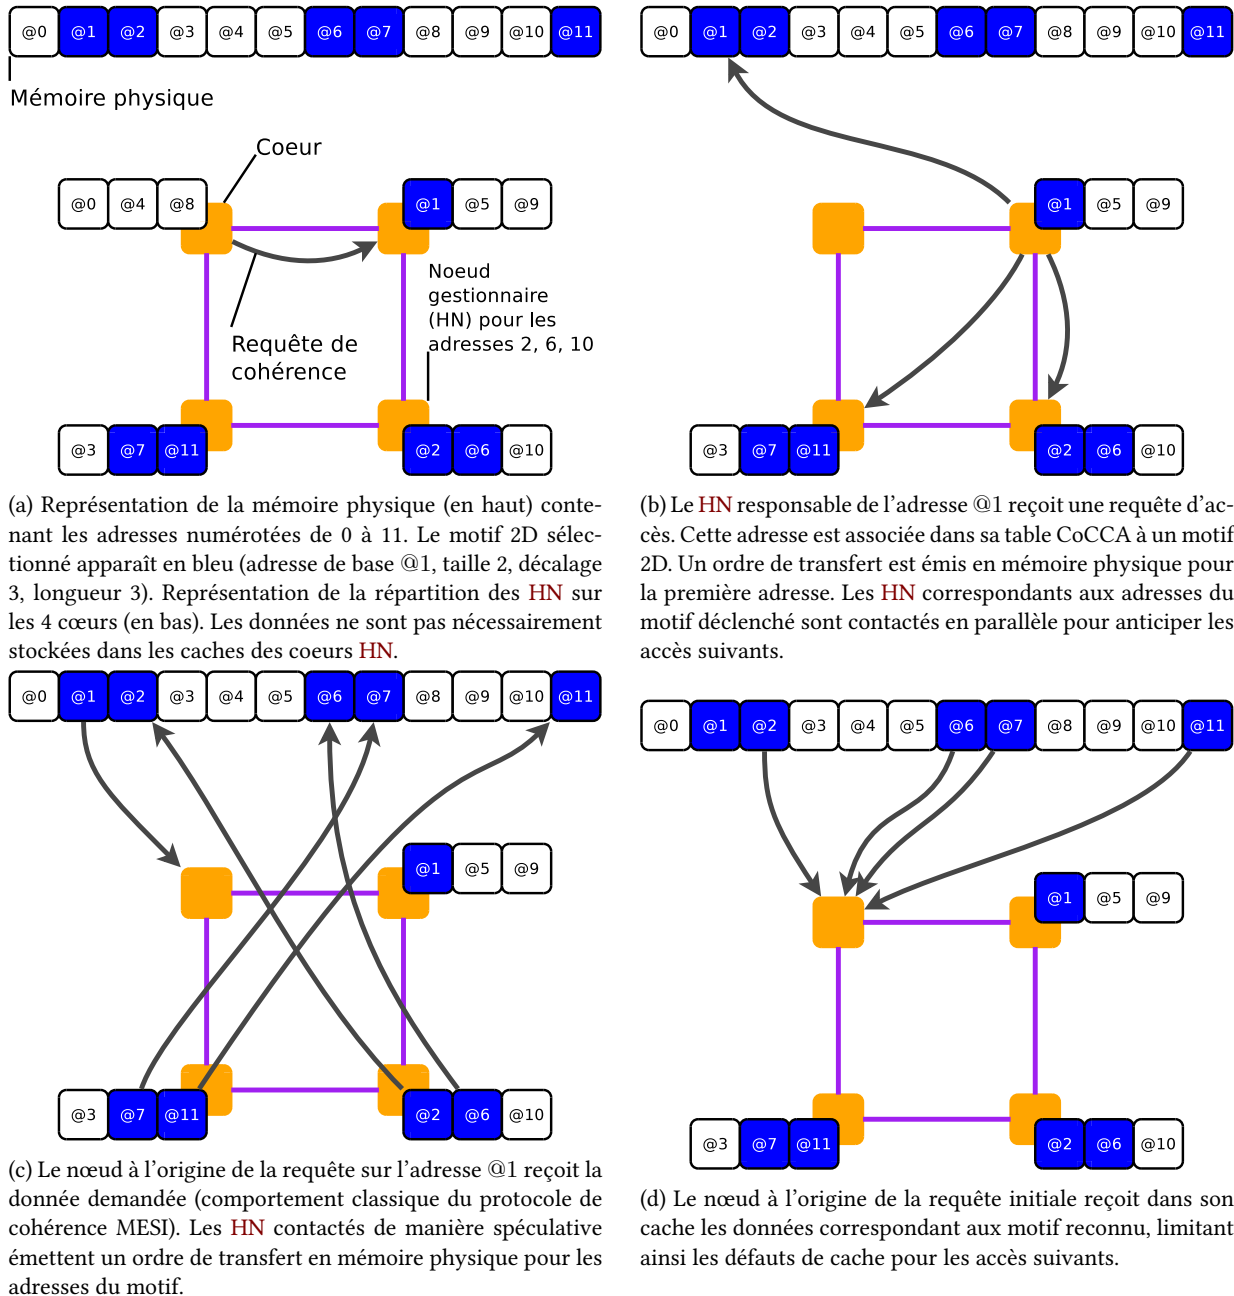 @0 @1 @2 @3 @4 @5 @6 @7 @8 @9 @10 @11
Mémoire physique
Coeur
@0 @4 @8
@1 @5 @9
Noeud
gestionnaire
(HN) pour les
adresses 2, 6, 10
Requête de
cohérence
@3 @7 @11
@2 @6 @10
(a) Représentation de la mémoire physique (en haut) conte-
nant les adresses numérotées de 0 à 11. Le motif 2D sélec-
tionné apparaît en bleu (adresse de base @1, taille 2, décalage
3, longueur 3). Représentation de la répartition des HN sur
les 4 cœurs (en bas). Les données ne sont pas nécessairement
stockées dans les caches des coeurs HN.
@0 @1 @2 @3 @4 @5 @6 @7 @8 @9 @10 @11
@1 @5 @9
@3 @7 @11
@2 @6 @10
(b) Le HN responsable de l'adresse @1 reçoit une requête d'ac-
cès. Cette adresse est associée dans sa table CoCCA à un motif
2D. Un ordre de transfert est émis en mémoire physique pour
la première adresse. Les HN correspondants aux adresses du
motif déclenché sont contactés en parallèle pour anticiper les
accès suivants.
@0 @1 @2 @3 @4 @5 @6 @7 @8 @9 @10 @11
@1 @5 @9
@3 @7 @11
@2 @6 @10
(c) Le nœud à l'origine de la requête sur l'adresse @1 reçoit la
donnée demandée (comportement classique du protocole de
cohérence MESI). Les HN contactés de manière spéculative
émettent un ordre de transfert en mémoire physique pour les
adresses du motif.
@0 @1 @2 @3 @4 @5 @6 @7 @8 @9 @10 @11
@1 @5 @9
@3 @7 @11
@2 @6 @10
(d) Le nœud à l'origine de la requête initiale reçoit dans son
cache les données correspondant aux motif reconnu, limitant
ainsi les défauts de cache pour les accès suivants.